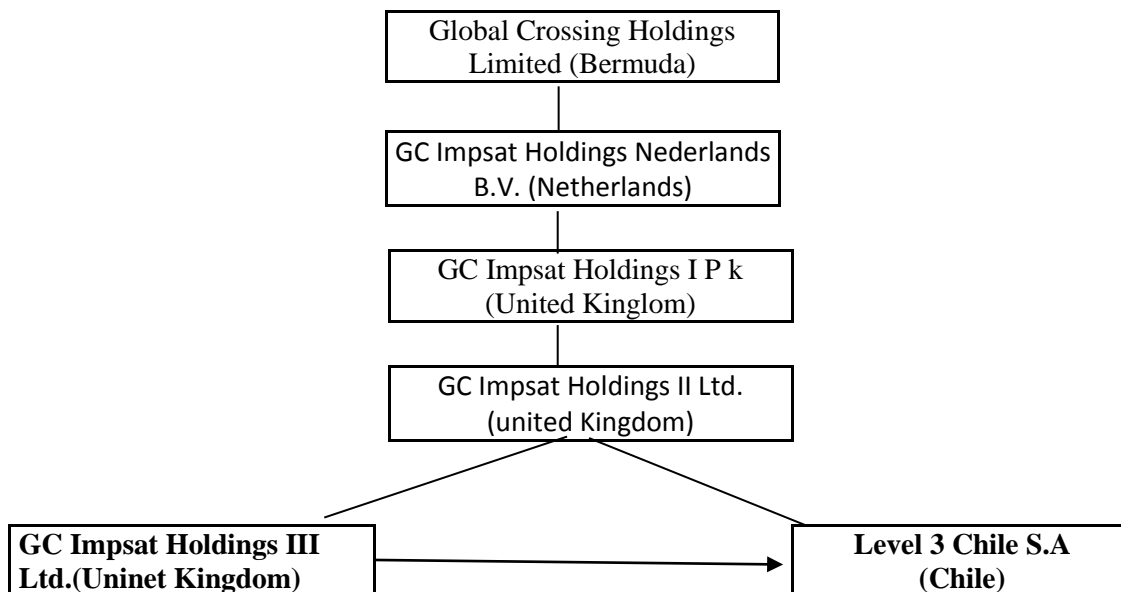 Global Crossing Holdings
Limited (Bermuda)
GC Impsat Holdings Nederlands
B.V. (Netherlands)
GC Impsat Holdings I P k
(United Kinglom)
GC Impsat Holdings II Ltd.
(united Kingdom)
GC Impsat Holdings III
Ltd.(Uninet Kingdom)
Level 3 Chile S.A
(Chile)